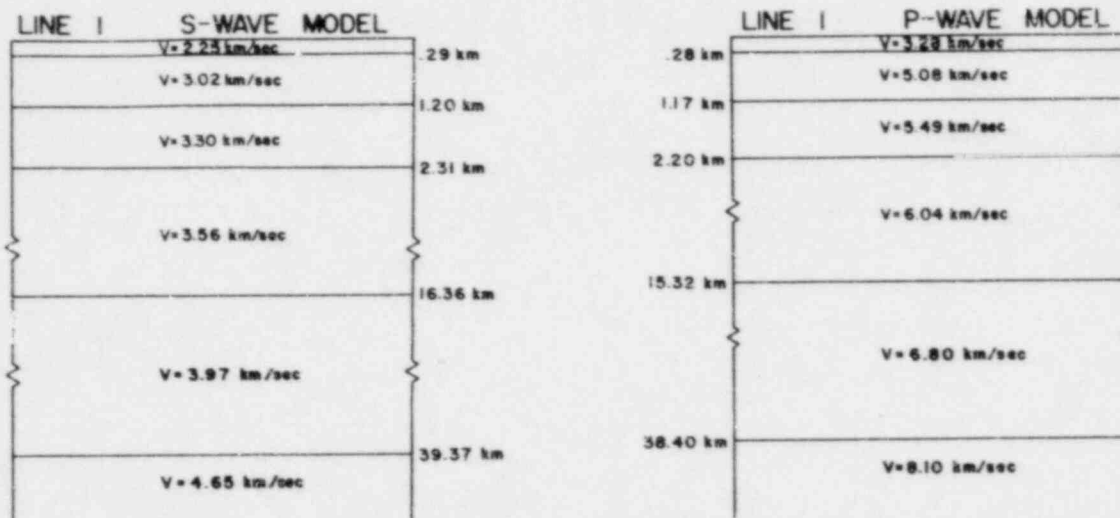 LINE 1 S-WAVE MODEL
V=2.25 km/sec
.29 km
V=3.02 km/sec
1.20 km
V=3.30 km/sec
2.31 km
V=3.56 km/sec
16.36 km
V=3.97 km/sec
39.37 km
V=4.65 km/sec
LINE 1 P-WAVE MODEL
V=3.28 km/sec
.28 km
V=5.08 km/sec
1.17 km
V=5.49 km/sec
2.20 km
V=6.04 km/sec
15.32 km
V=6.80 km/sec
38.40 km
V=8.10 km/sec